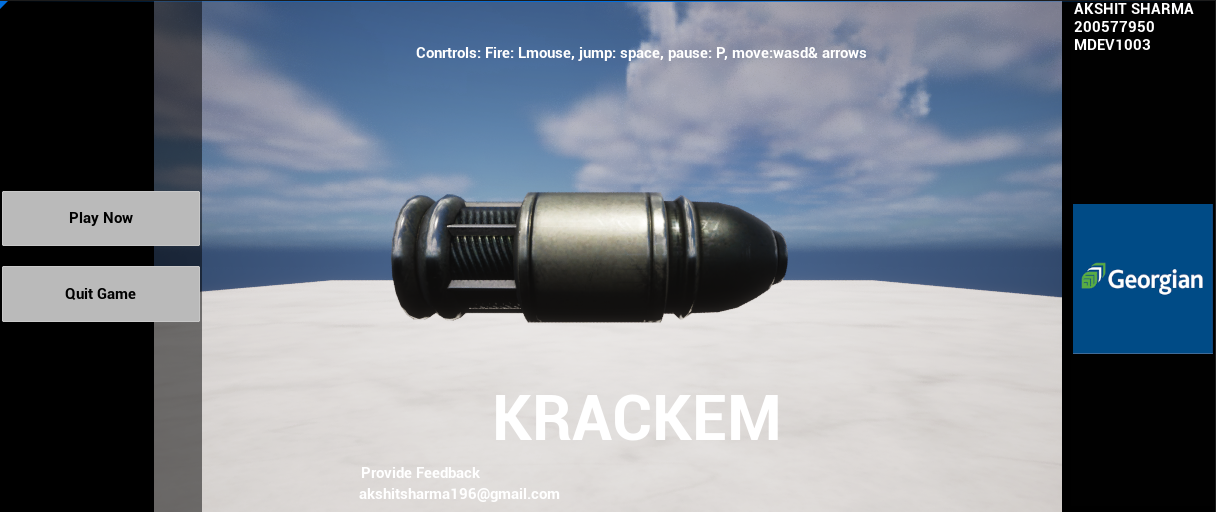 AKSHIT SHARMA
200577950
MDEV1003
Conrtrols: Fire: Lmouse, jump: space, pause: P, move:wasd& arrows
Play Now
Quit Game
Georgian
KRACKEM
Provide Feedback
akshitsharma196@gmail.com